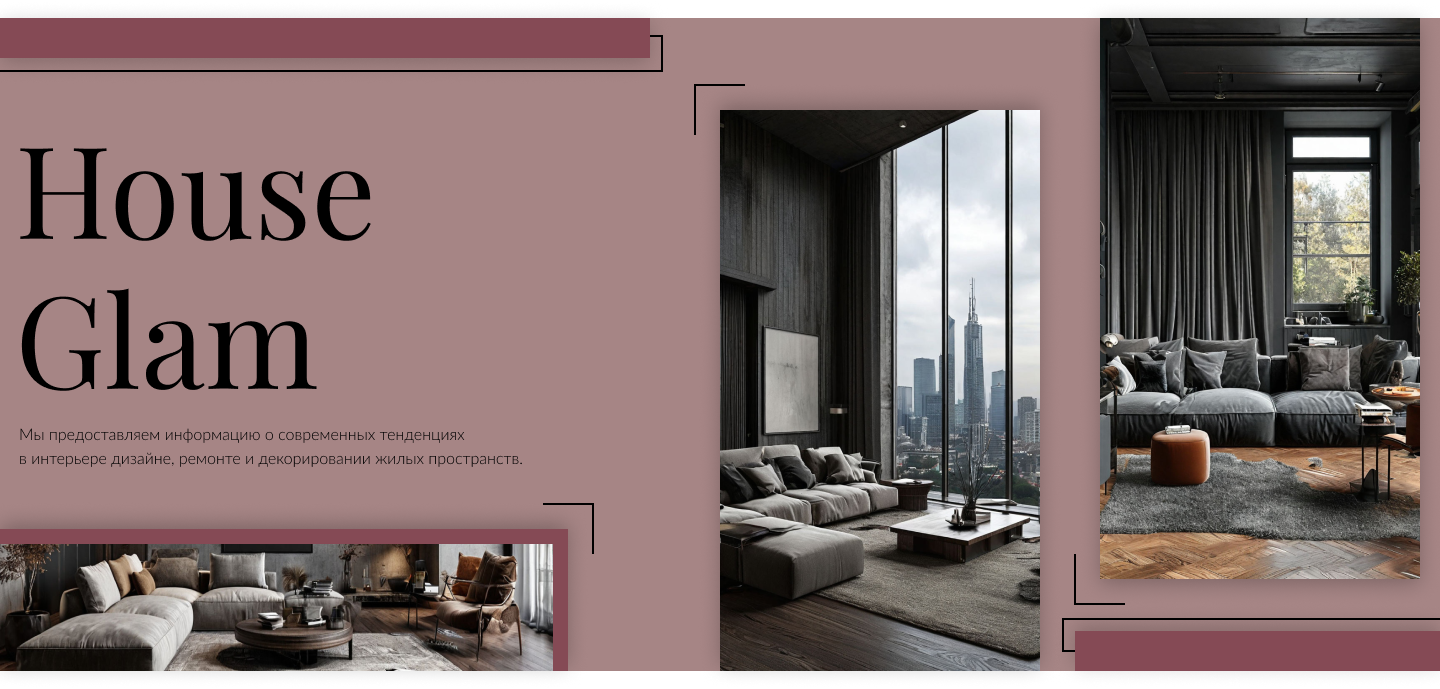 House
Glam
Мы предоставляем информацию о современных тенденциях
в интерьере дизайне, ремонте и декорировании жилых пространств.